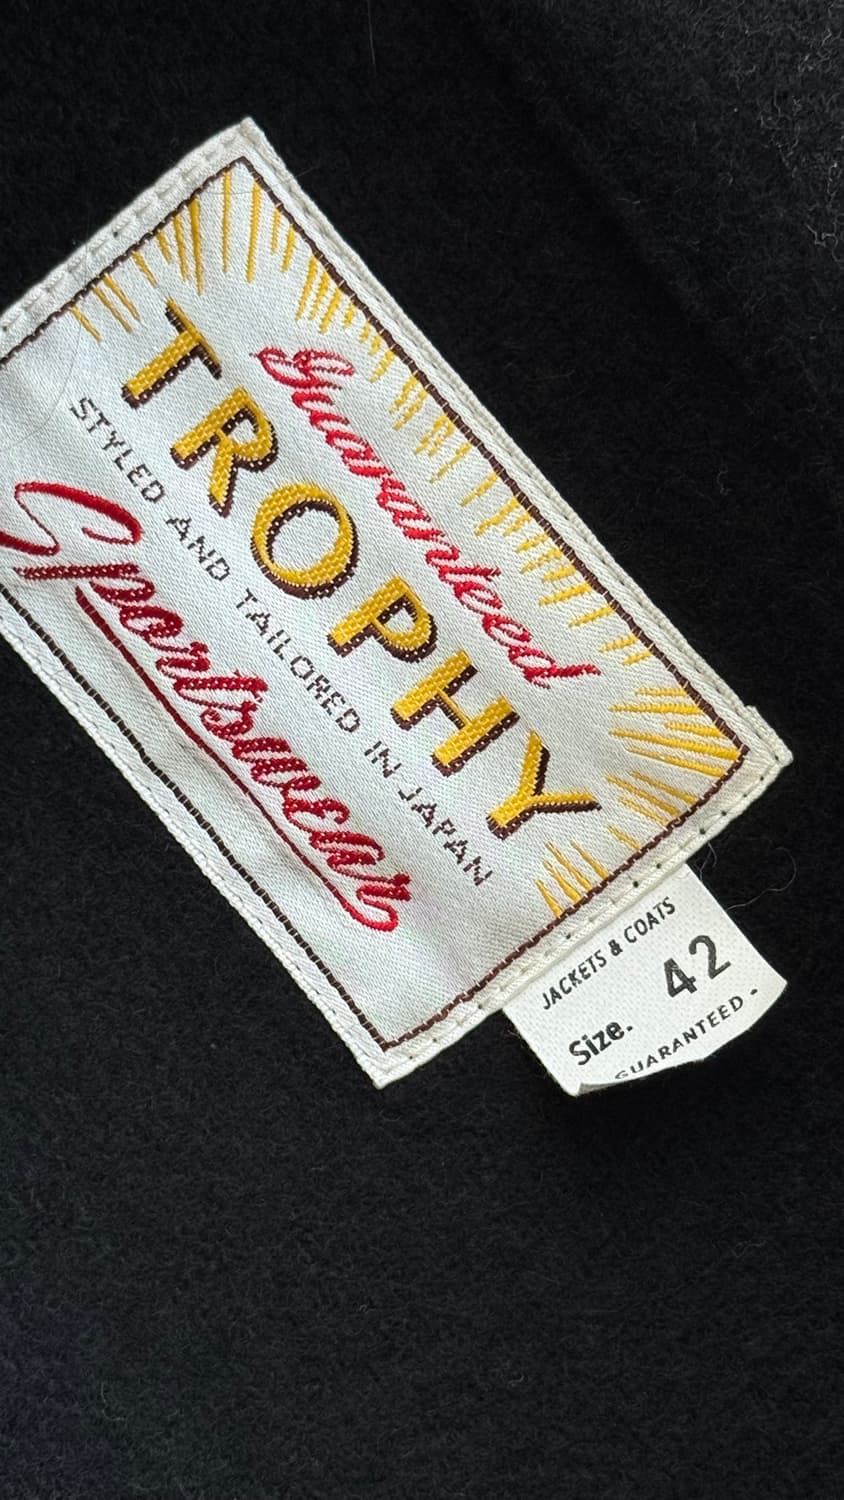 Guaranteed
TROPHY
STYLED AND TAILORED IN JAPAN
Sportswear
JACKETS & COATS
Size. 42
GUARANTEED -